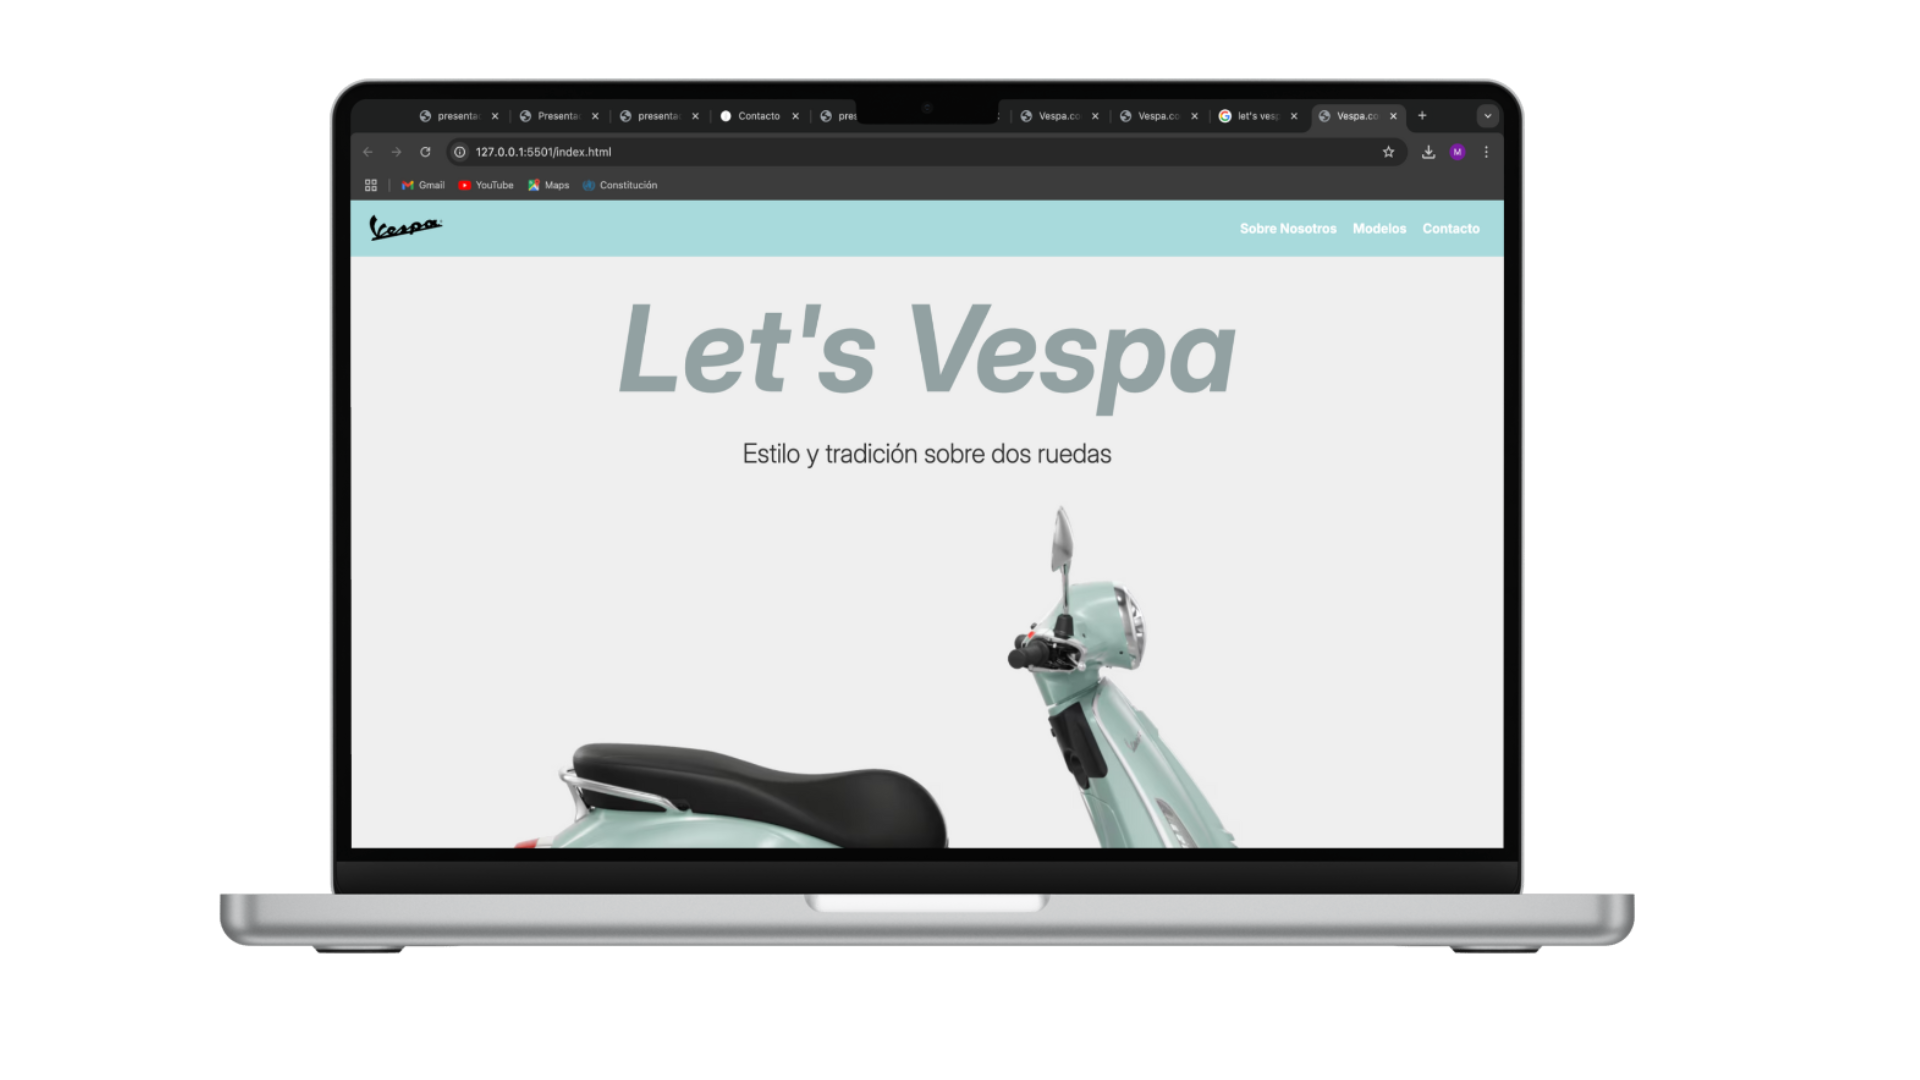 presenta Presenta presenta Contacto pres Vespa.co Vespa.co let's vesp Vespa.co
127.0.0.1:5501/index.html M
Gmail YouTube Maps Constitución
Vespa Sobre Nosotros Modelos Contacto
Let's Vespa
Estilo y tradición sobre dos ruedas